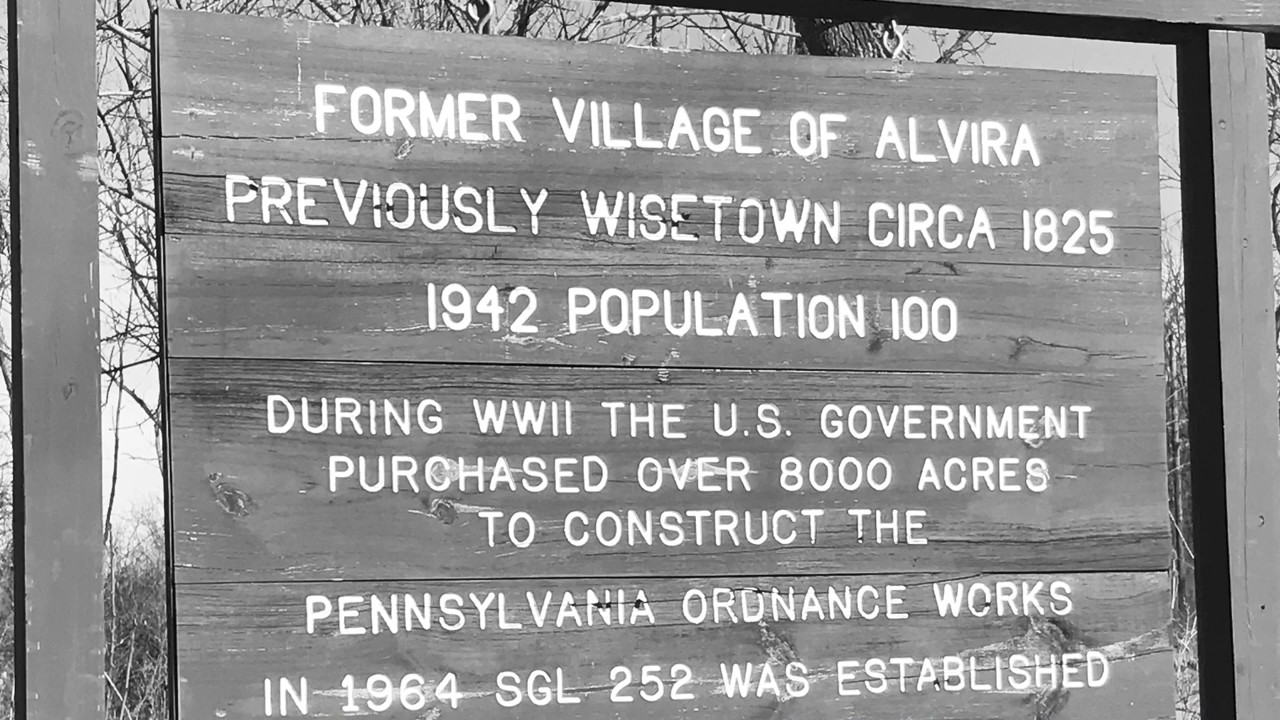 FORMER VILLAGE OF ALVIRA
PREVIOUSLY WISETOWN CIRCA 1825
1942 POPULATION 100
DURING WWII THE U.S. GOVERNMENT
PURCHASED OVER 8000 ACRES
TO CONSTRUCT THE
PENNSYLVANIA ORDNANCE WORKS
IN 1964 SGL 252 WAS ESTABLISHED